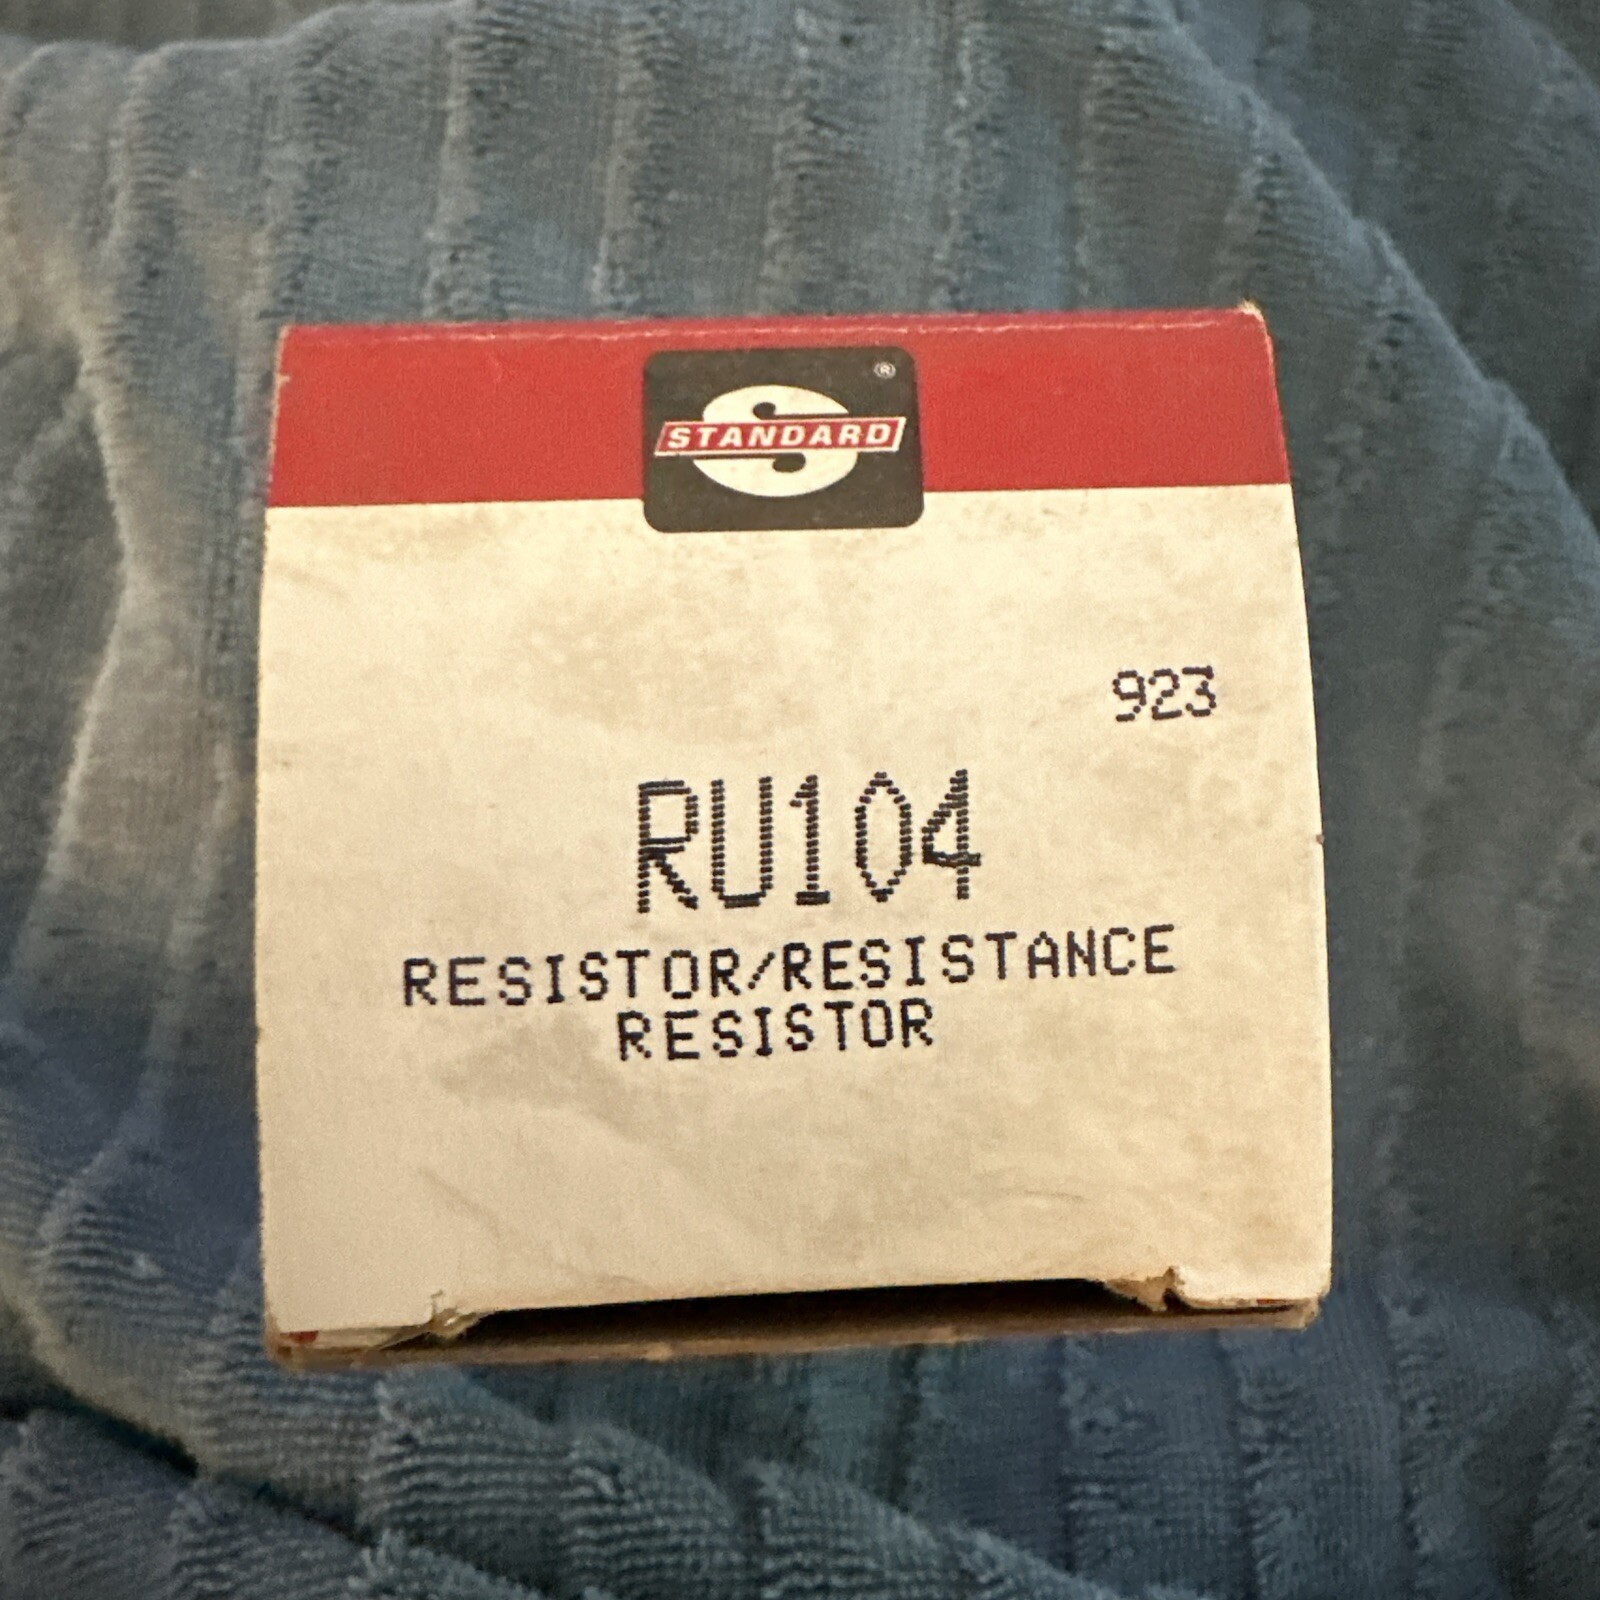 STANDARD
®
923
RU104
RESISTOR/RESISTANCE
RESISTOR